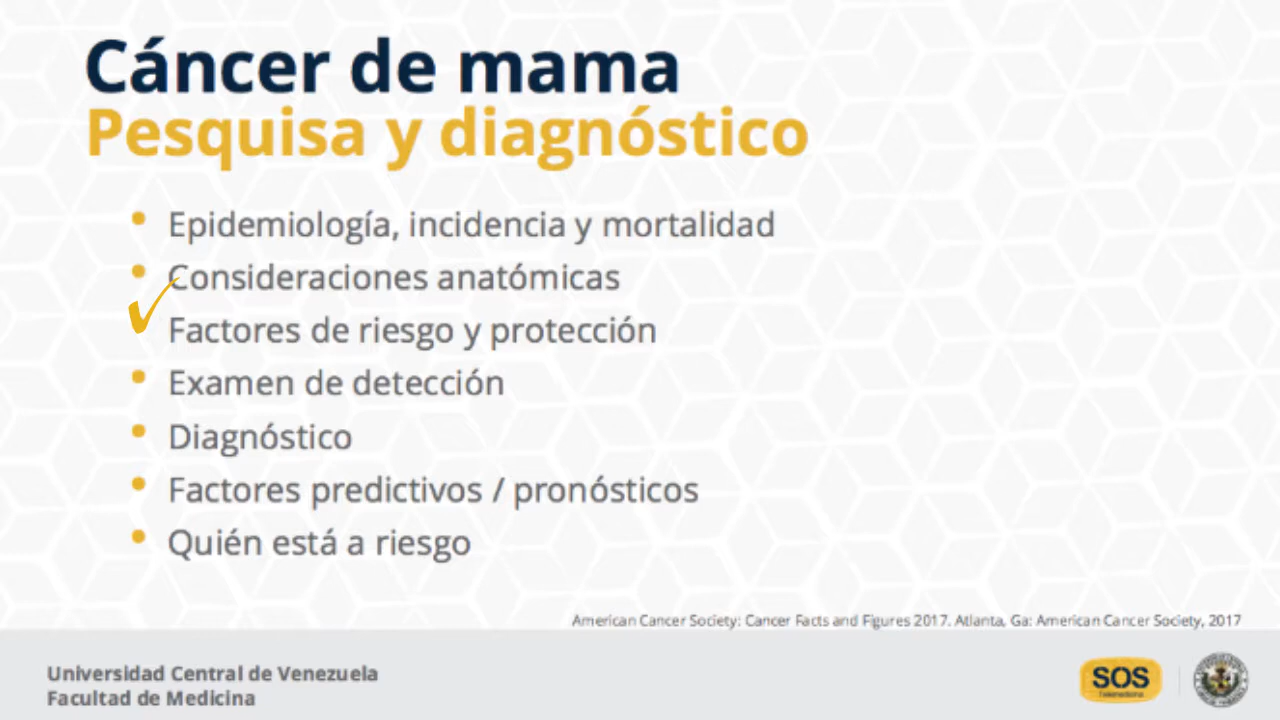 Cáncer de mama
Pesquisa y diagnóstico
Epidemiología, incidencia y mortalidad
Consideraciones anatómicas
Factores de riesgo y protección
Examen de detección
Diagnóstico
Factores predictivos / pronósticos
Quién está a riesgo
American Cancer Society: Cancer Facts and Figures 2017. Atlanta, Ga: American Cancer Society, 2017
Universidad Central de Venezuela
Facultad de Medicina
SOS
Telemedicina